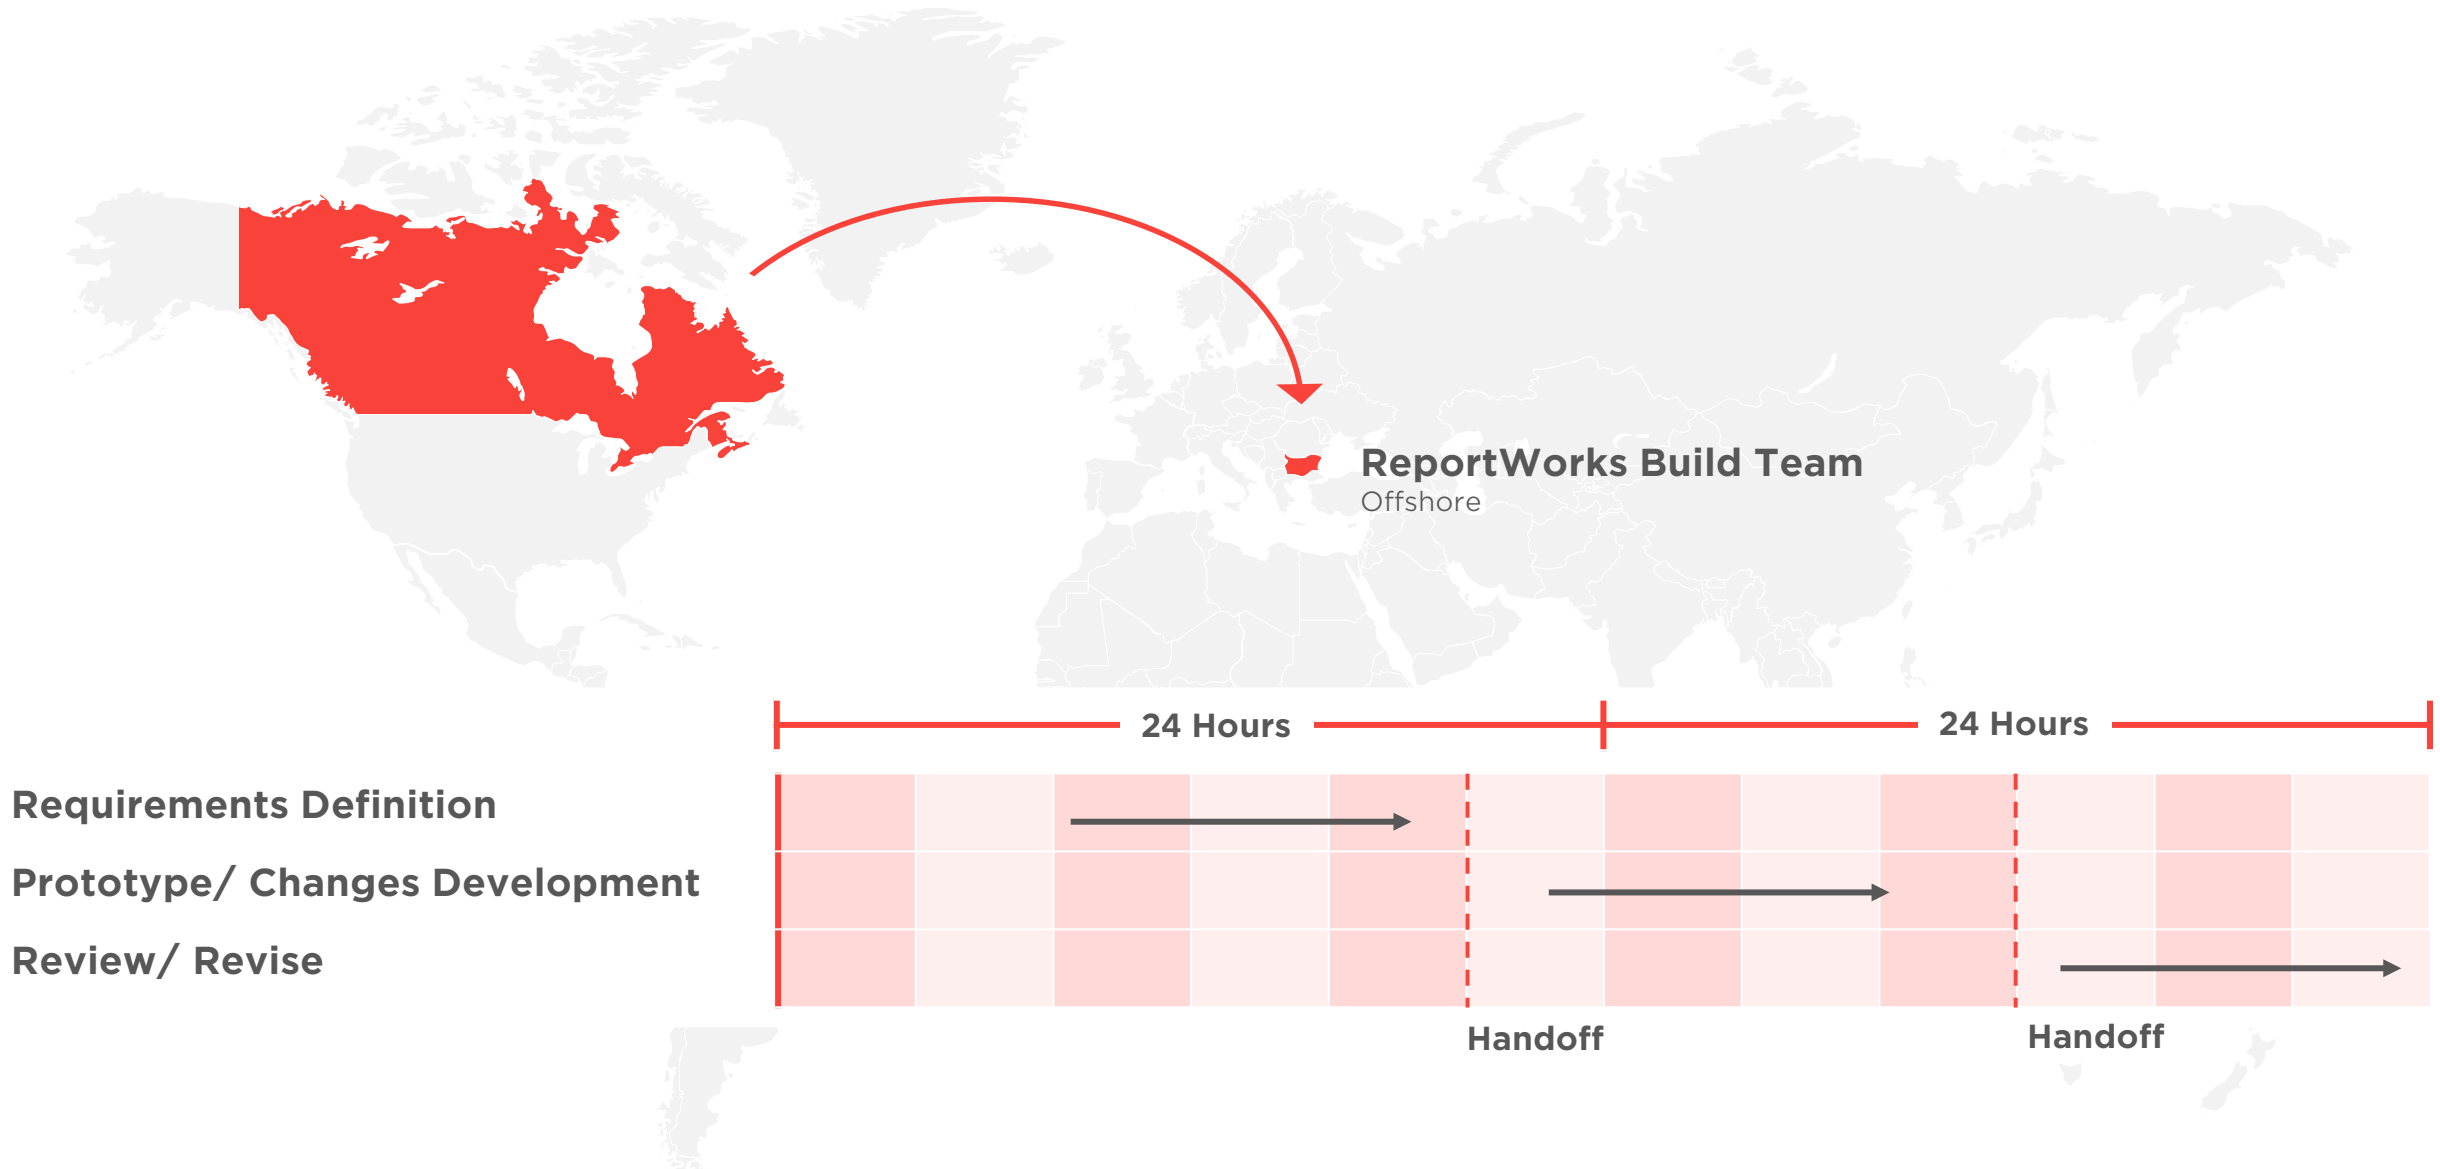 ReportWorks Build Team
Offshore
24 Hours
24 Hours
Requirements Definition
Prototype/ Changes Development
Review/ Revise
Handoff
Handoff